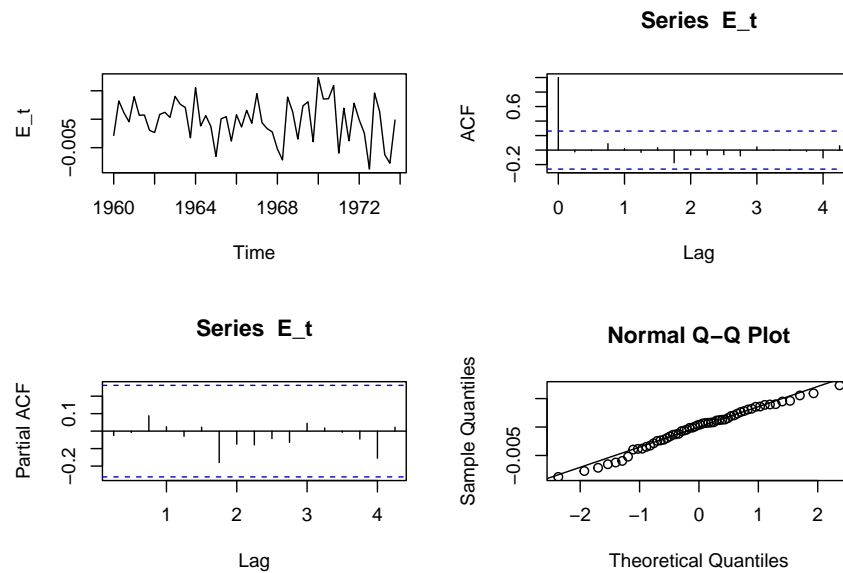 E_t
−0.005
1960 1964 1968 1972
Time
Series E_t
ACF
−0.2 0.6
0 1 2 3 4
Lag
Series E_t
Partial ACF
−0.2 0.1
1 2 3 4
Lag
Normal Q−Q Plot
Sample Quantiles
−0.005
−2 −1 0 1 2
Theoretical Quantiles